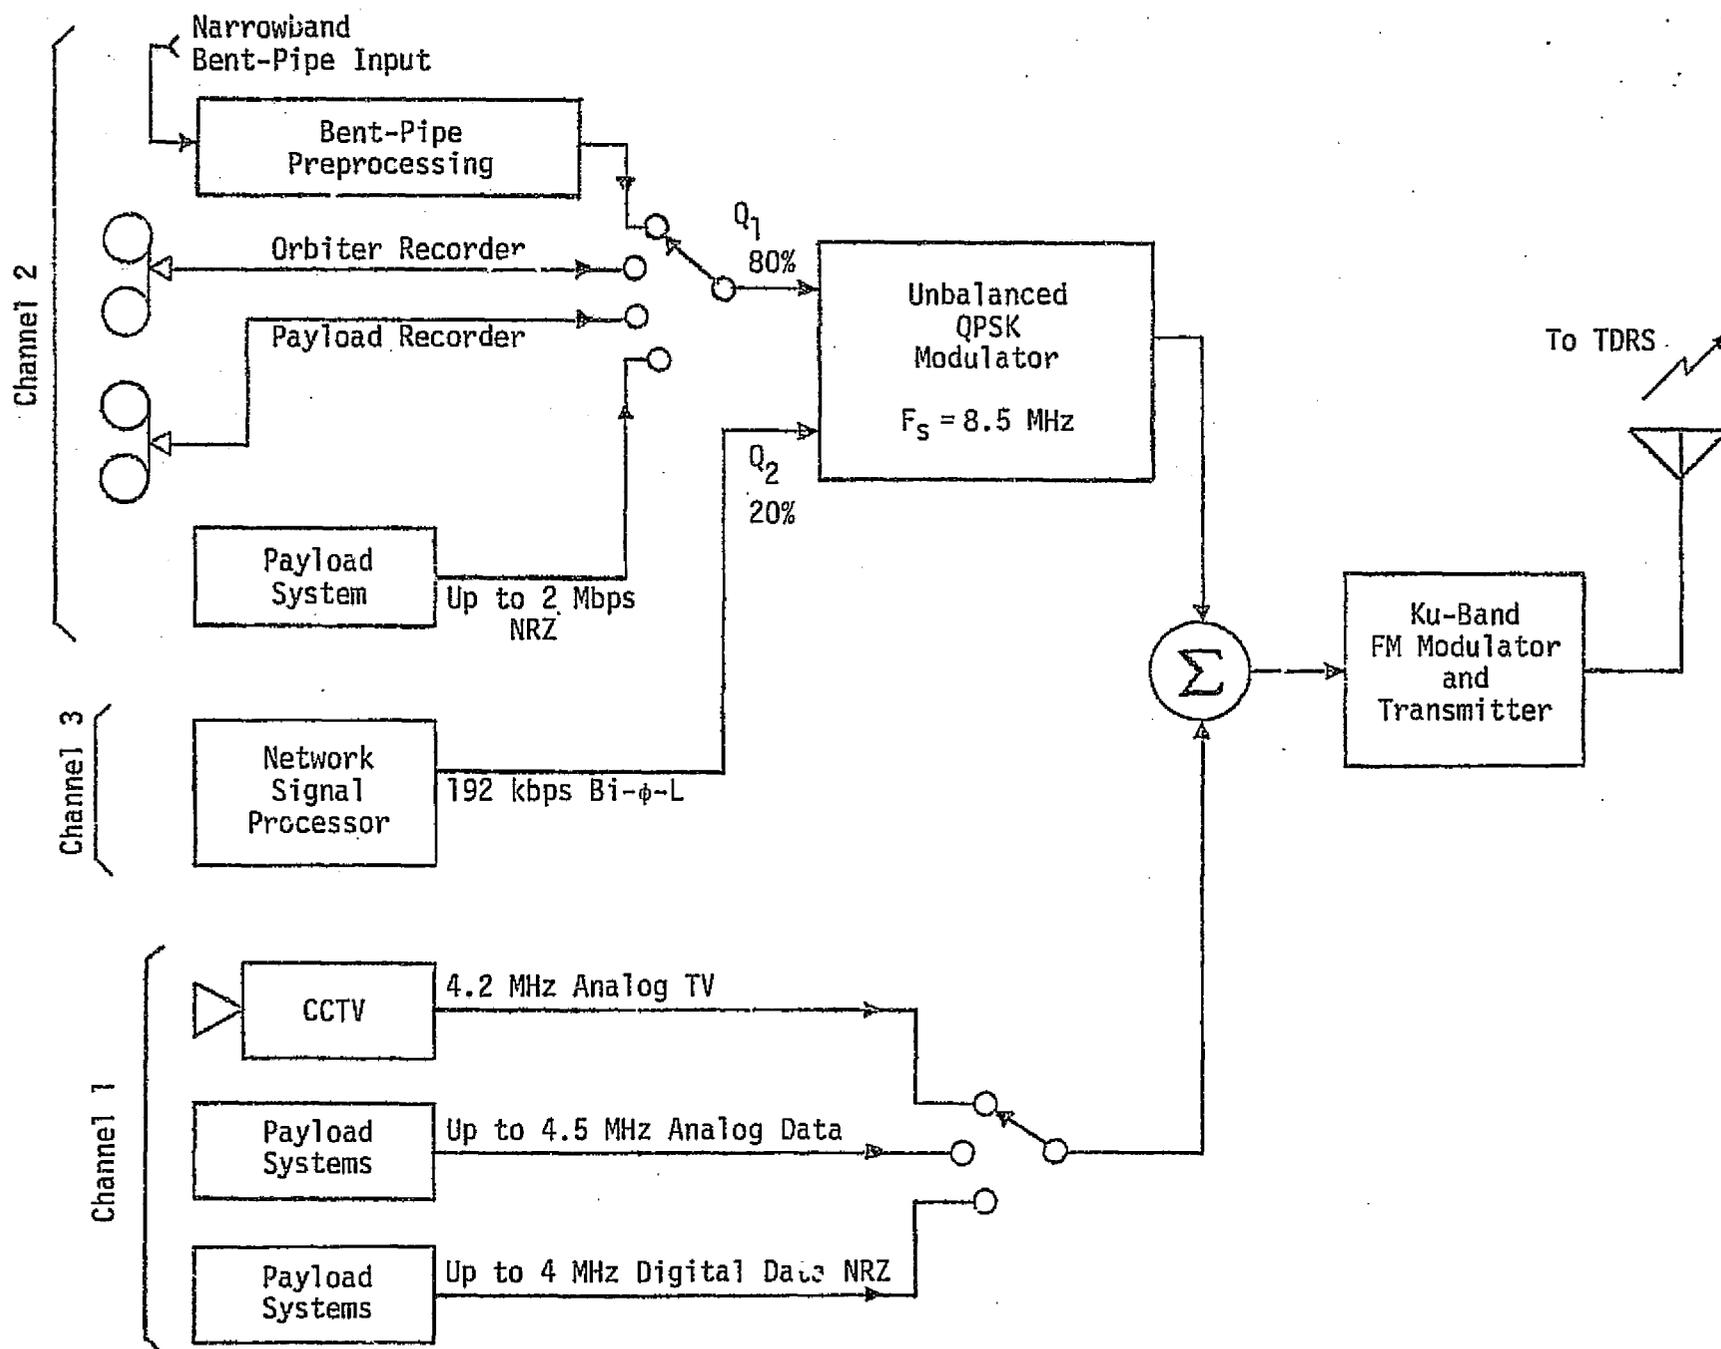 Narrowband
Bent-Pipe Input
Bent-Pipe
Preprocessing
Channel 2
Orbiter Recorder
Payload Recorder
Q1
80%
Unbalanced
QPSK
Modulator
FS = 8.5 MHz
Q2
20%
To TDRS
Payload
System
Up to 2 Mbps
NRZ
Σ
Ku-Band
FM Modulator
and
Transmitter
Channel 3
Network
Signal
Processor
192 kbps Bi-ϕ-L
Channel 1
CCTV
4.2 MHz Analog TV
Payload
Systems
Up to 4.5 MHz Analog Data
Payload
Systems
Up to 4 MHz Digital Data NRZ